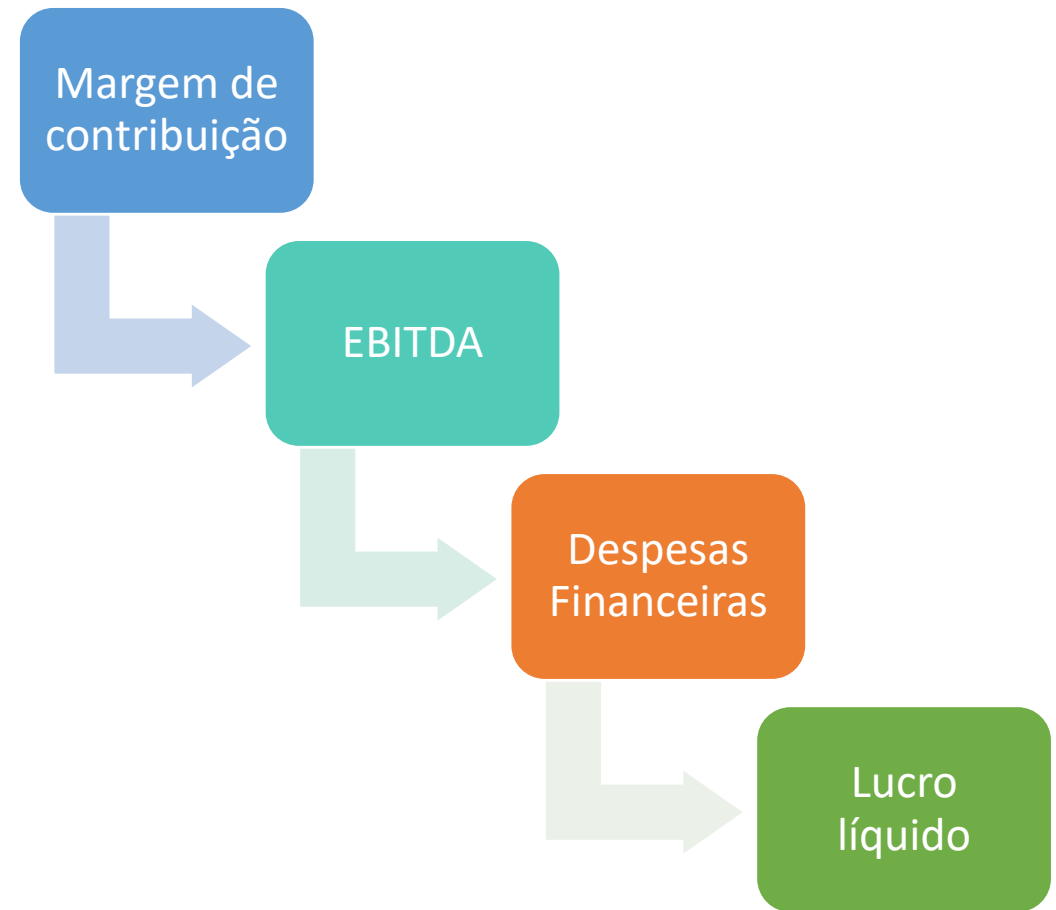 Margem de
contribuição
EBITDA
Despesas
Financeiras
Lucro
líquido